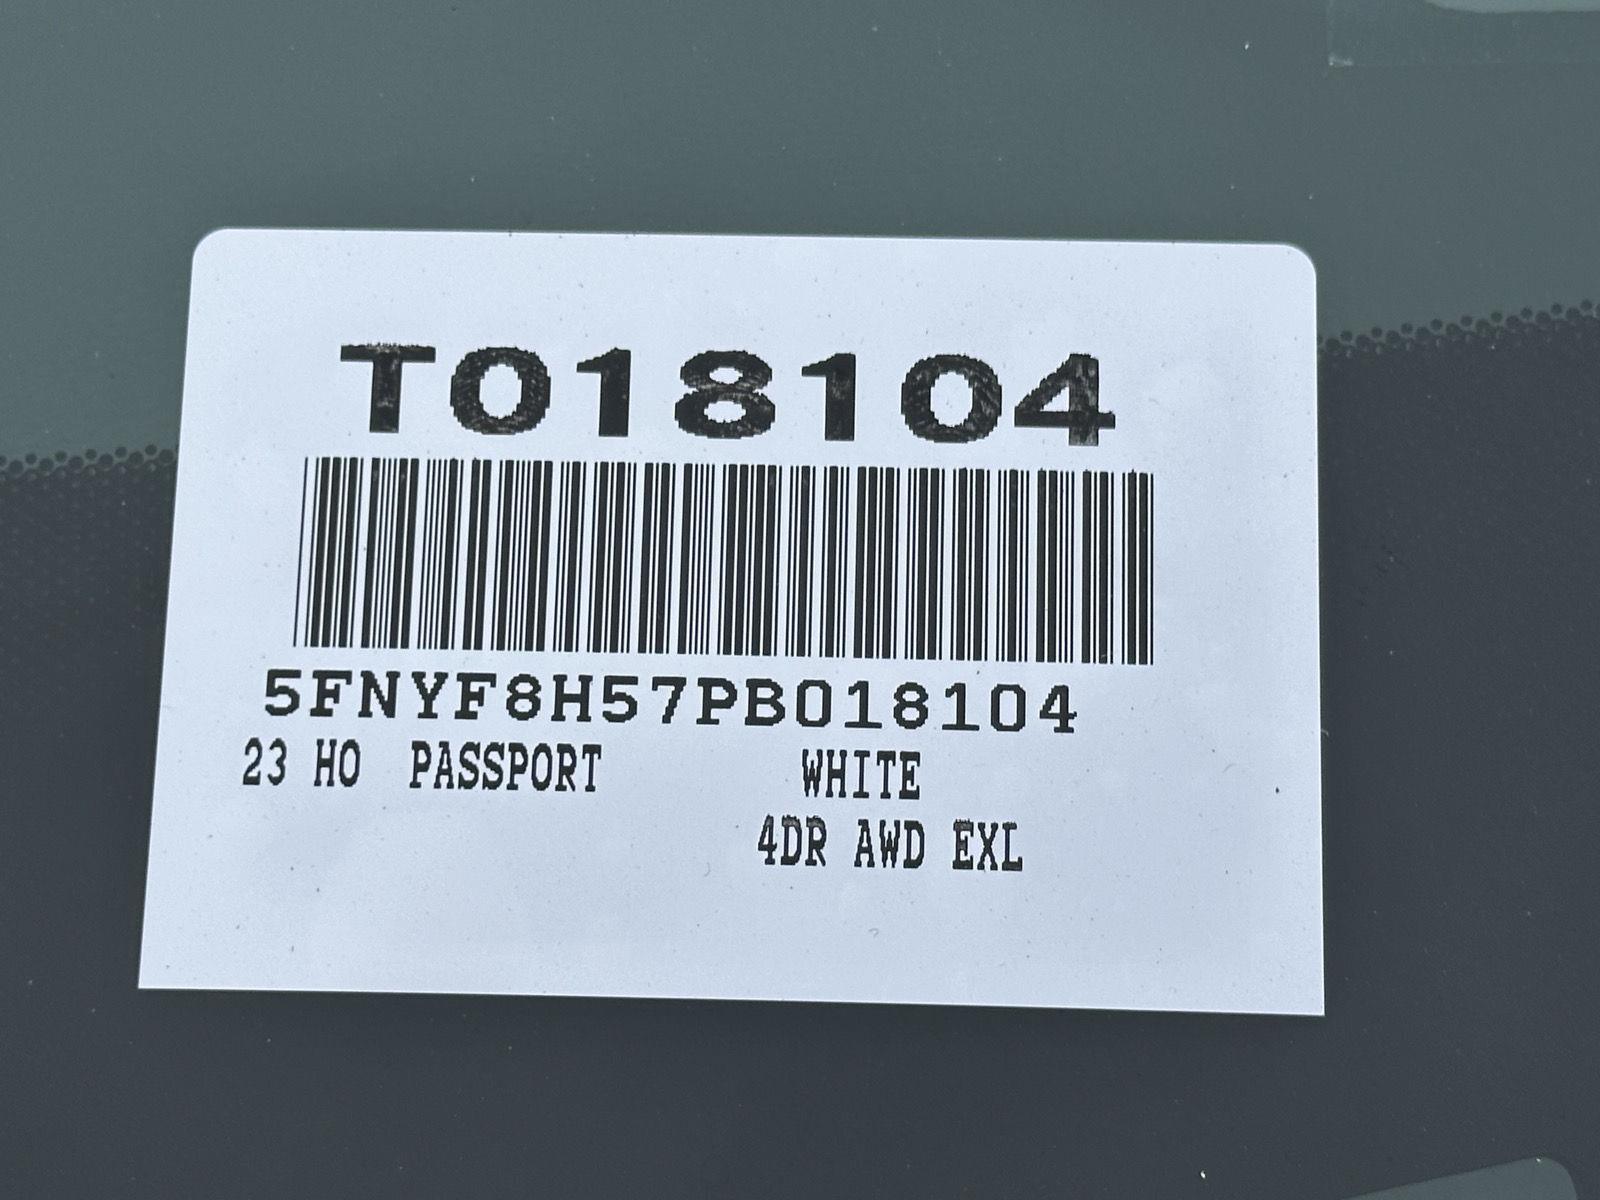 T018104
5FNYF8H57PB018104
23 HO PASSPORT WHITE
4DR AWD EXL